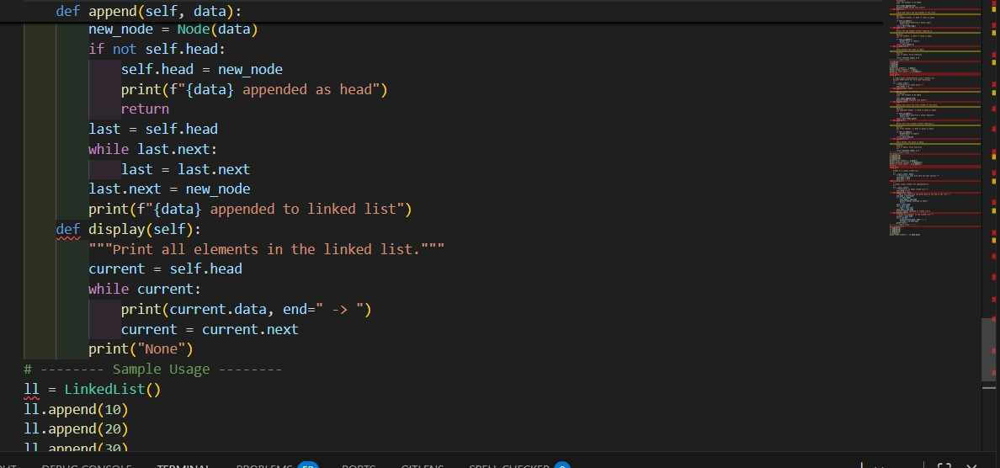 def append(self, data):
        new_node = Node(data)
        if not self.head:
            self.head = new_node
            print(f"{data} appended as head")
            return
        last = self.head
        while last.next:
            last = last.next
        last.next = new_node
        print(f"{data} appended to linked list")
    def display(self):
        """Print all elements in the linked list."""
        current = self.head
        while current:
            print(current.data, end=" -> ")
            current = current.next
        print("None")
# -------- Sample Usage --------
ll = LinkedList()
ll.append(10)
ll.append(20)
ll.append(30)
DEBUG CONSOLE TERMINAL PROBLEMS PORTS GITLENS SPELL CHECKER